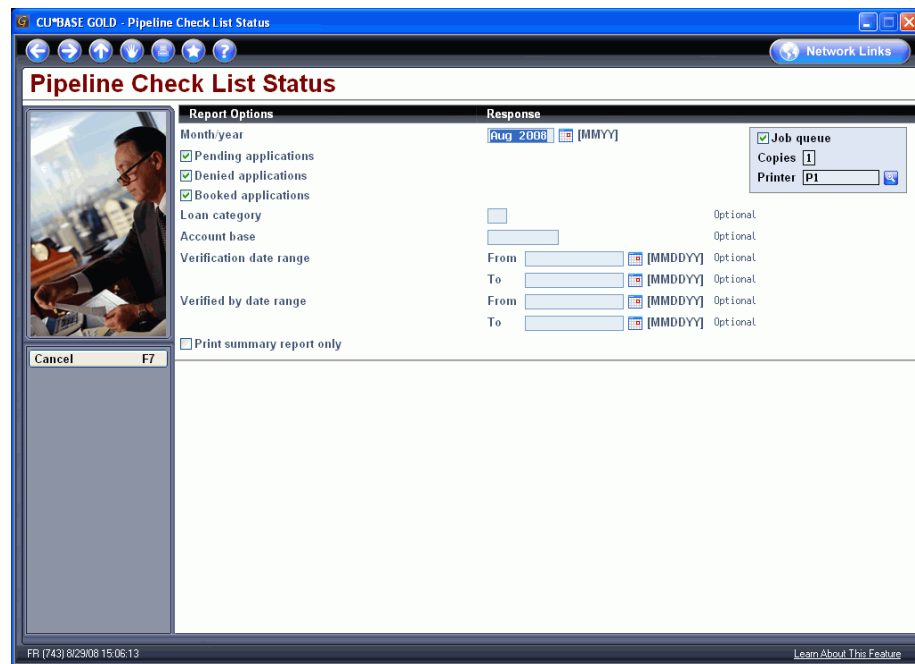 CU*BASE GOLD - Pipeline Check List Status
Network Links
Pipeline Check List Status
Report Options Response
Month/year Aug 2008 [MMYY]
Job queue
Pending applications
Copies 1
Denied applications
Printer P1
Booked applications
Loan category Optional
Account base Optional
Verification date range From [MMDDYY] Optional
To [MMDDYY] Optional
Verified by date range From [MMDDYY] Optional
To [MMDDYY] Optional
Print summary report only
Cancel F7
FR (743) 8/29/08 15:06:13
Learn About This Feature